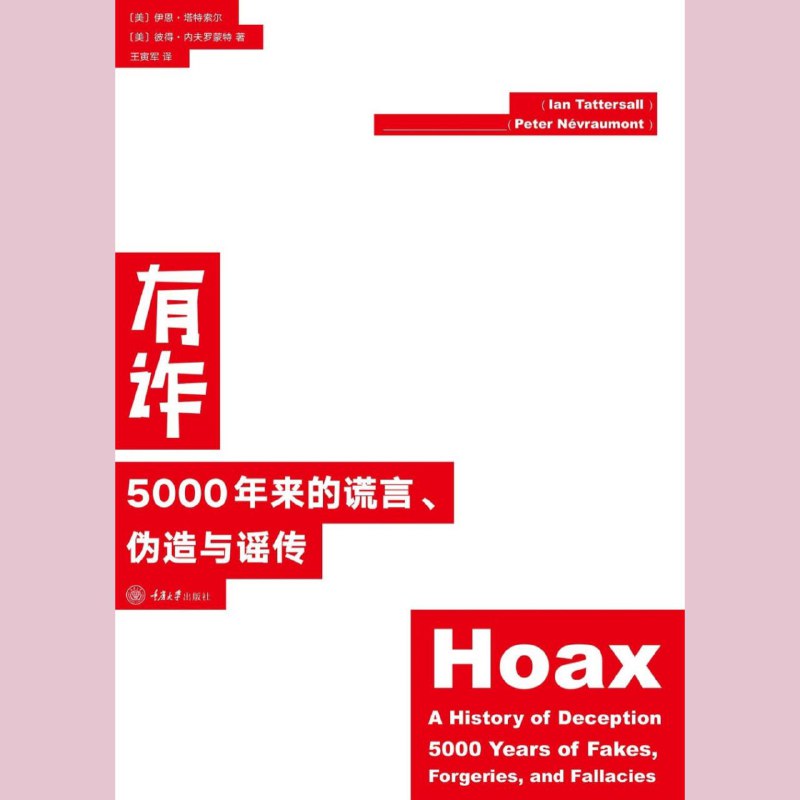 [美] 伊恩·塔特索尔
[美] 彼得·内夫罗蒙特 著
王寅军 译
(Ian Tattersall)
(Peter Névraumont)
有诈
5000年来的谎言、
伪造与谣传
重庆大学出版社
Hoax
A History of Deception
5000 Years of Fakes,
Forgeries, and Fallacies